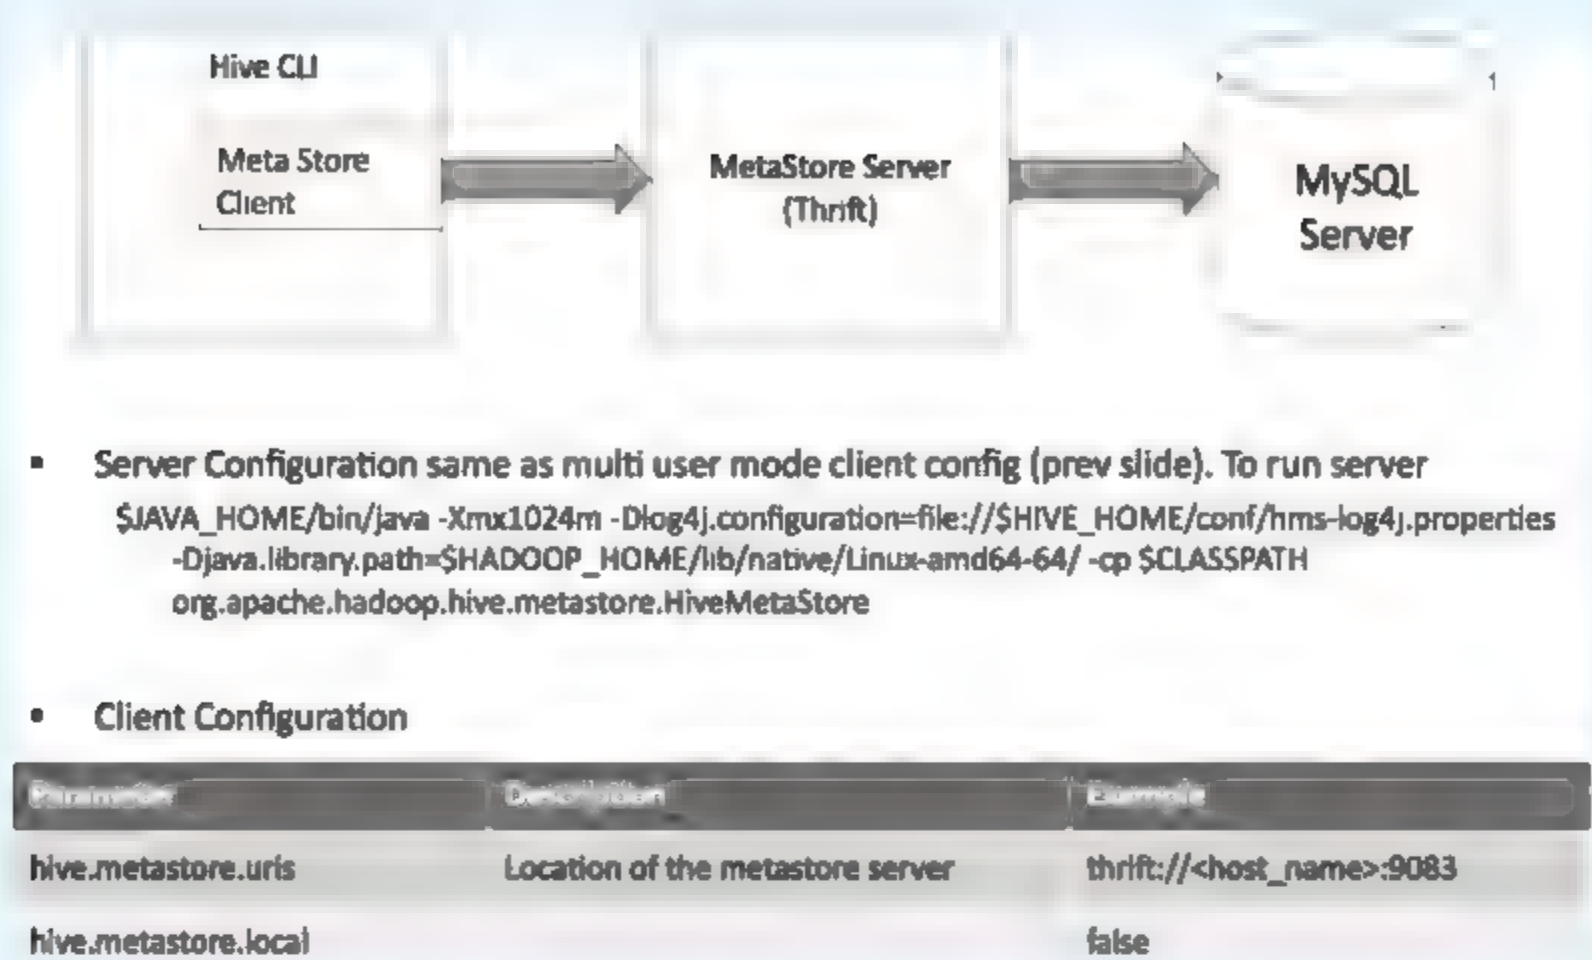 Hive CLI
Meta Store
Client
MetaStore Server
(Thrift)
MySQL
Server
▪ Server Configuration same as multi user mode client config (prev slide). To run server
$JAVA_HOME/bin/java -Xmx1024m -Dlog4j.configuration=file://$HIVE_HOME/conf/hms-log4j.properties
-Djava.library.path=$HADOOP_HOME/lib/native/Linux-amd64-64/ -cp $CLASSPATH
org.apache.hadoop.hive.metastore.HiveMetaStore
▪ Client Configuration
hive.metastore.uris Location of the metastore server thrift://<host_name>:9083
hive.metastore.local false